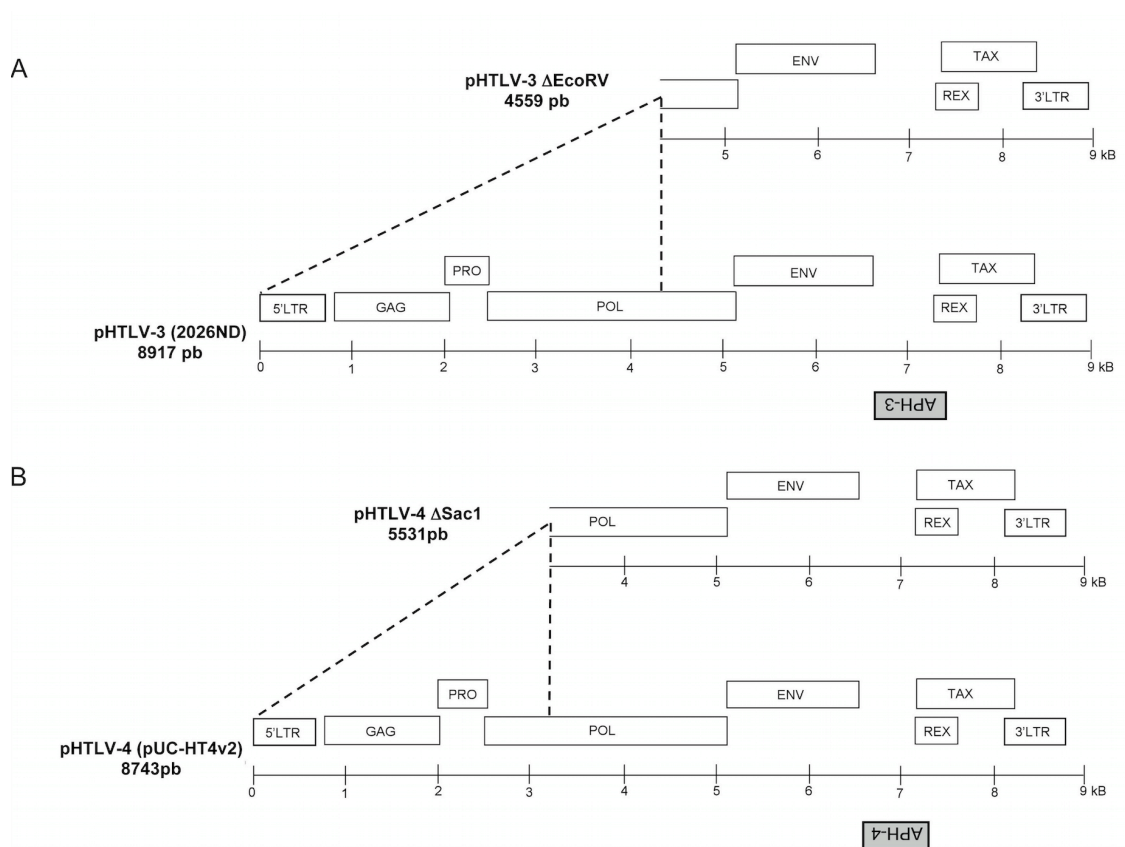 A
pHTLV-3 ΔEcoRV
4559 pb
ENV
TAX
REX
3'LTR
5 6 7 8 9 kB
PRO
ENV
TAX
5'LTR
GAG
POL
REX
3'LTR
pHTLV-3 (2026ND)
8917 pb
0 1 2 3 4 5 6 7 8 9 kB
APH-3
B
pHTLV-4 ΔSac1
5531pb
ENV
TAX
POL
REX
3'LTR
4 5 6 7 8 9 kB
PRO
ENV
TAX
5'LTR
GAG
POL
REX
3'LTR
pHTLV-4 (pUC-HT4v2)
8743pb
0 1 2 3 4 5 6 7 8 9 kB
APH-4